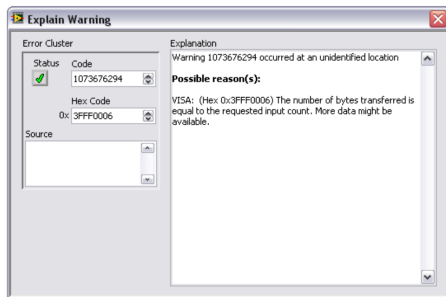 Explain Warning
Error Cluster
Status Code
1073676294
Hex Code
0x 3FFF0006
Source
Explanation
Warning 1073676294 occurred at an unidentified location
Possible reason(s):
VISA: (Hex 0x3FFF0006) The number of bytes transferred is
equal to the requested input count. More data might be
available.